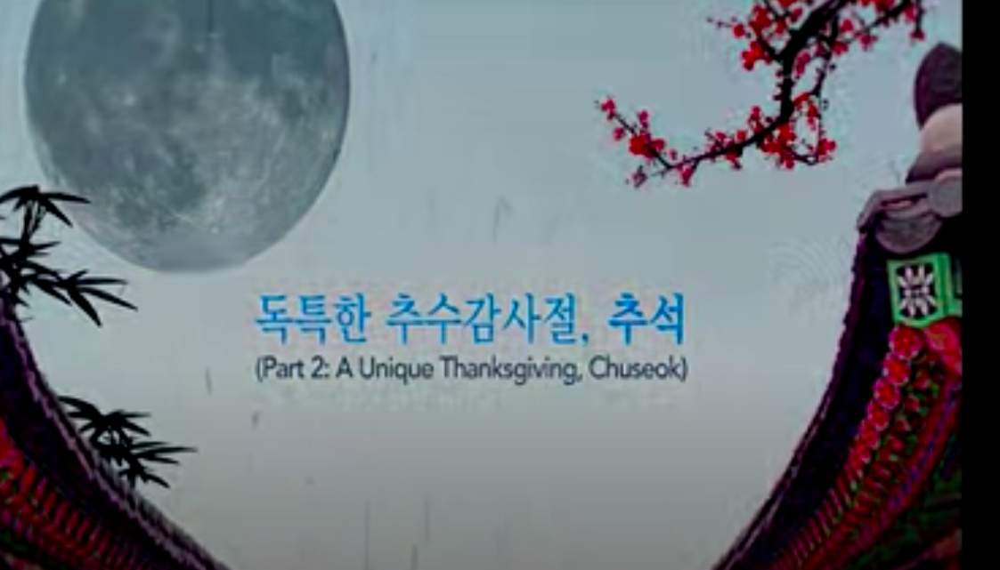 독특한 추수감사절, 추석
(Part 2: A Unique Thanksgiving, Chuseok)